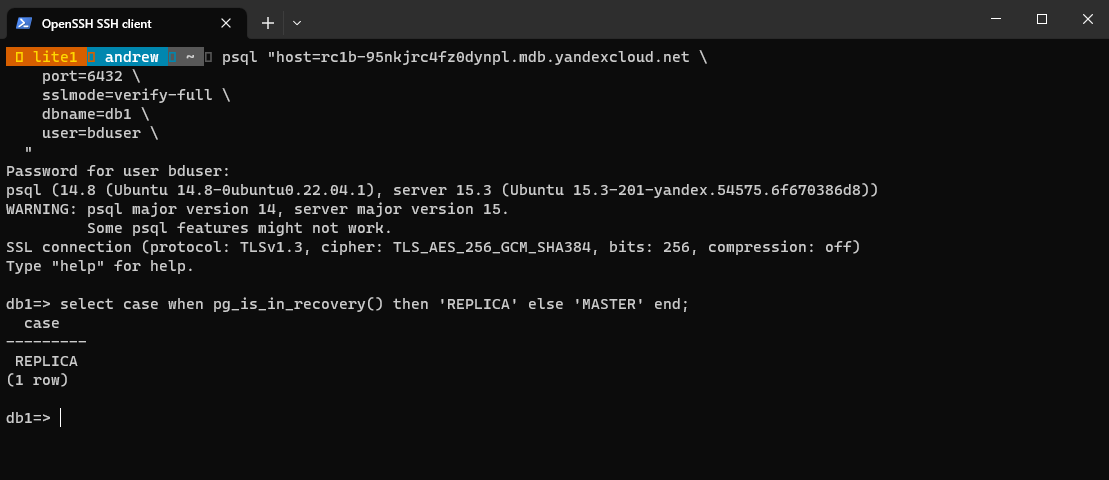 OpenSSH SSH client
lite1 andrew ~ psql "host=rc1b-95nkjrc4fz0dynpl.mdb.yandexcloud.net \
    port=6432 \
    sslmode=verify-full \
    dbname=db1 \
    user=bduser \
  "
Password for user bduser:
psql (14.8 (Ubuntu 14.8-0ubuntu0.22.04.1), server 15.3 (Ubuntu 15.3-201-yandex.54575.6f670386d8))
WARNING: psql major version 14, server major version 15.
         Some psql features might not work.
SSL connection (protocol: TLSv1.3, cipher: TLS_AES_256_GCM_SHA384, bits: 256, compression: off)
Type "help" for help.
db1=> select case when pg_is_in_recovery() then 'REPLICA' else 'MASTER' end;
  case
---------
 REPLICA
(1 row)
db1=>